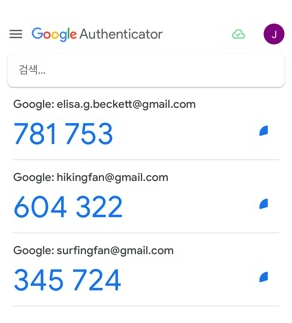 Google Authenticator
J
검색...
Google: elisa.g.beckett@gmail.com
781 753
Google: hikingfan@gmail.com
604 322
Google: surfingfan@gmail.com
345 724